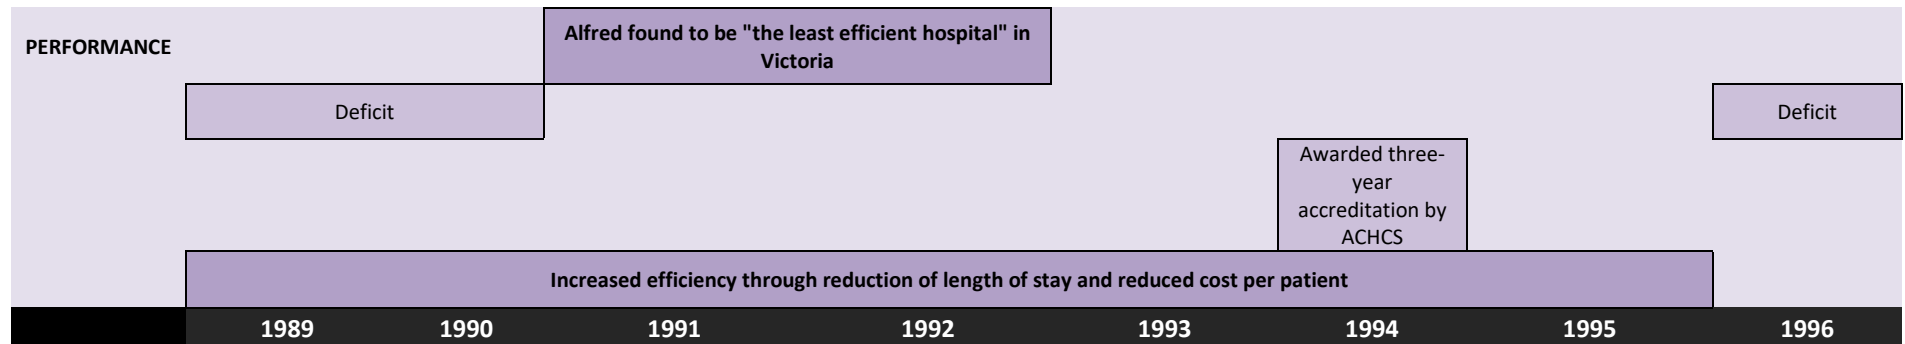 Alfred found to be "the least efficient hospital" in
Victoria
PERFORMANCE
Deficit
Deficit
Awarded three-
year
accreditation by
ACHCS
Increased efficiency through reduction of length of stay and reduced cost per patient
1989 1990 1991 1992 1993 1994 1995 1996